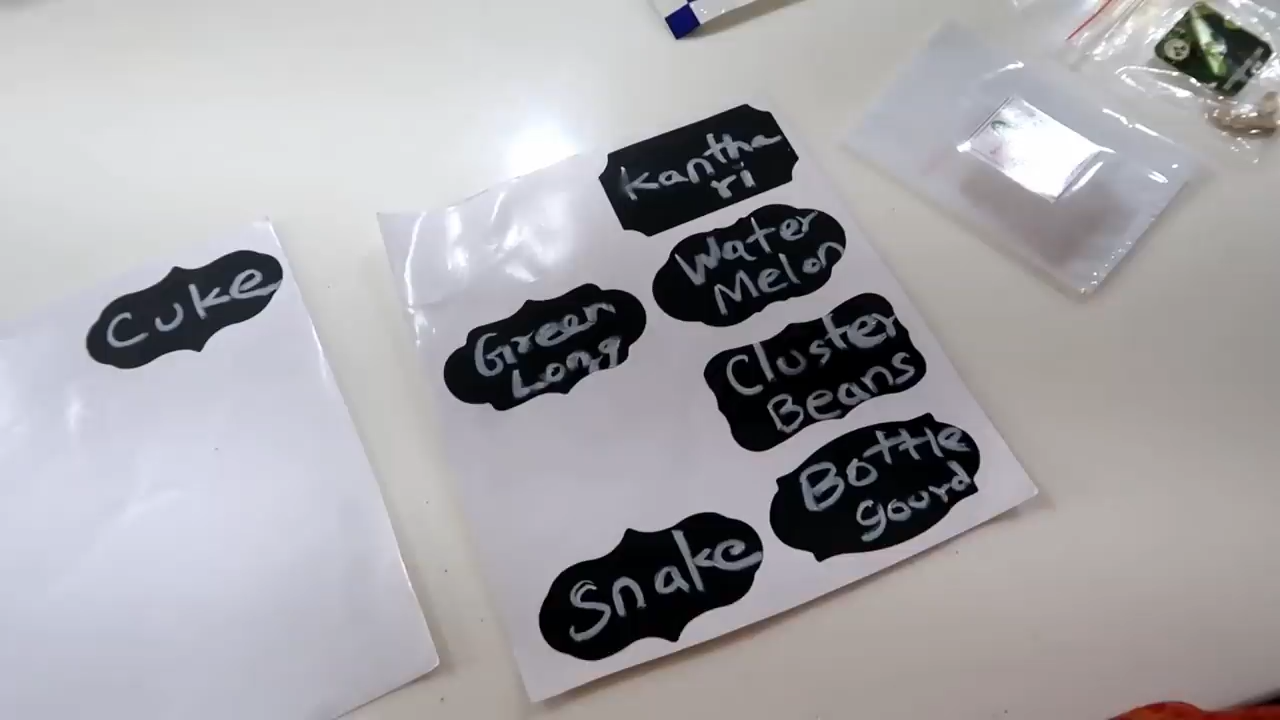 Cuke
kantha
ri
Water
Melon
Green
Long
Cluster
Beans
Bottle
gourd
Snake